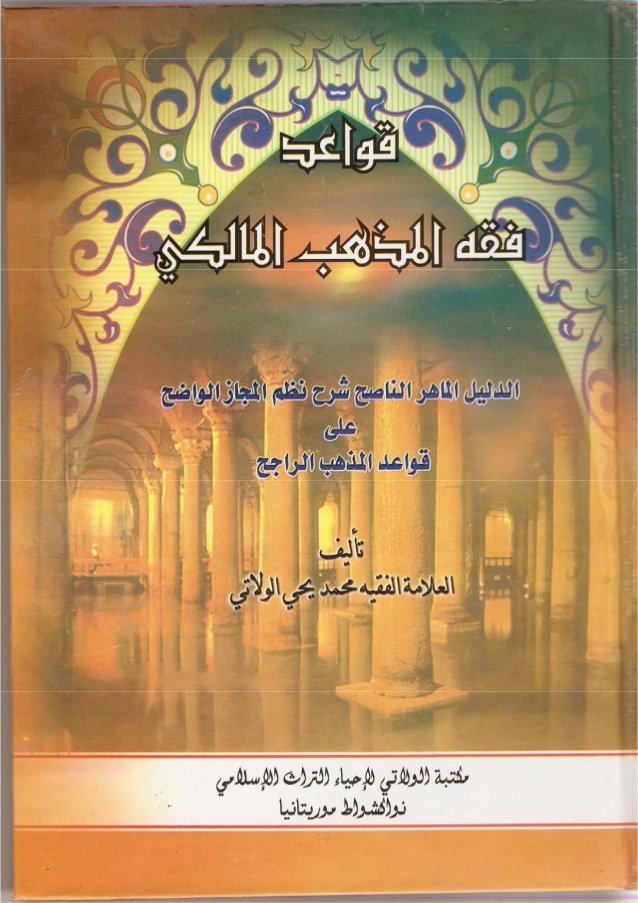 قواعد
فقه المذهب المالكي
الدليل الماهر الناصح شرح نظم المجاز الواضح
على
قواعد المذهب الراجح
تأليف
العلامة الفقيه محمد يحي الولاتي
مكتبة الولاتي لإحياء التراث الإسلامي
نواكشواط موريتانيا